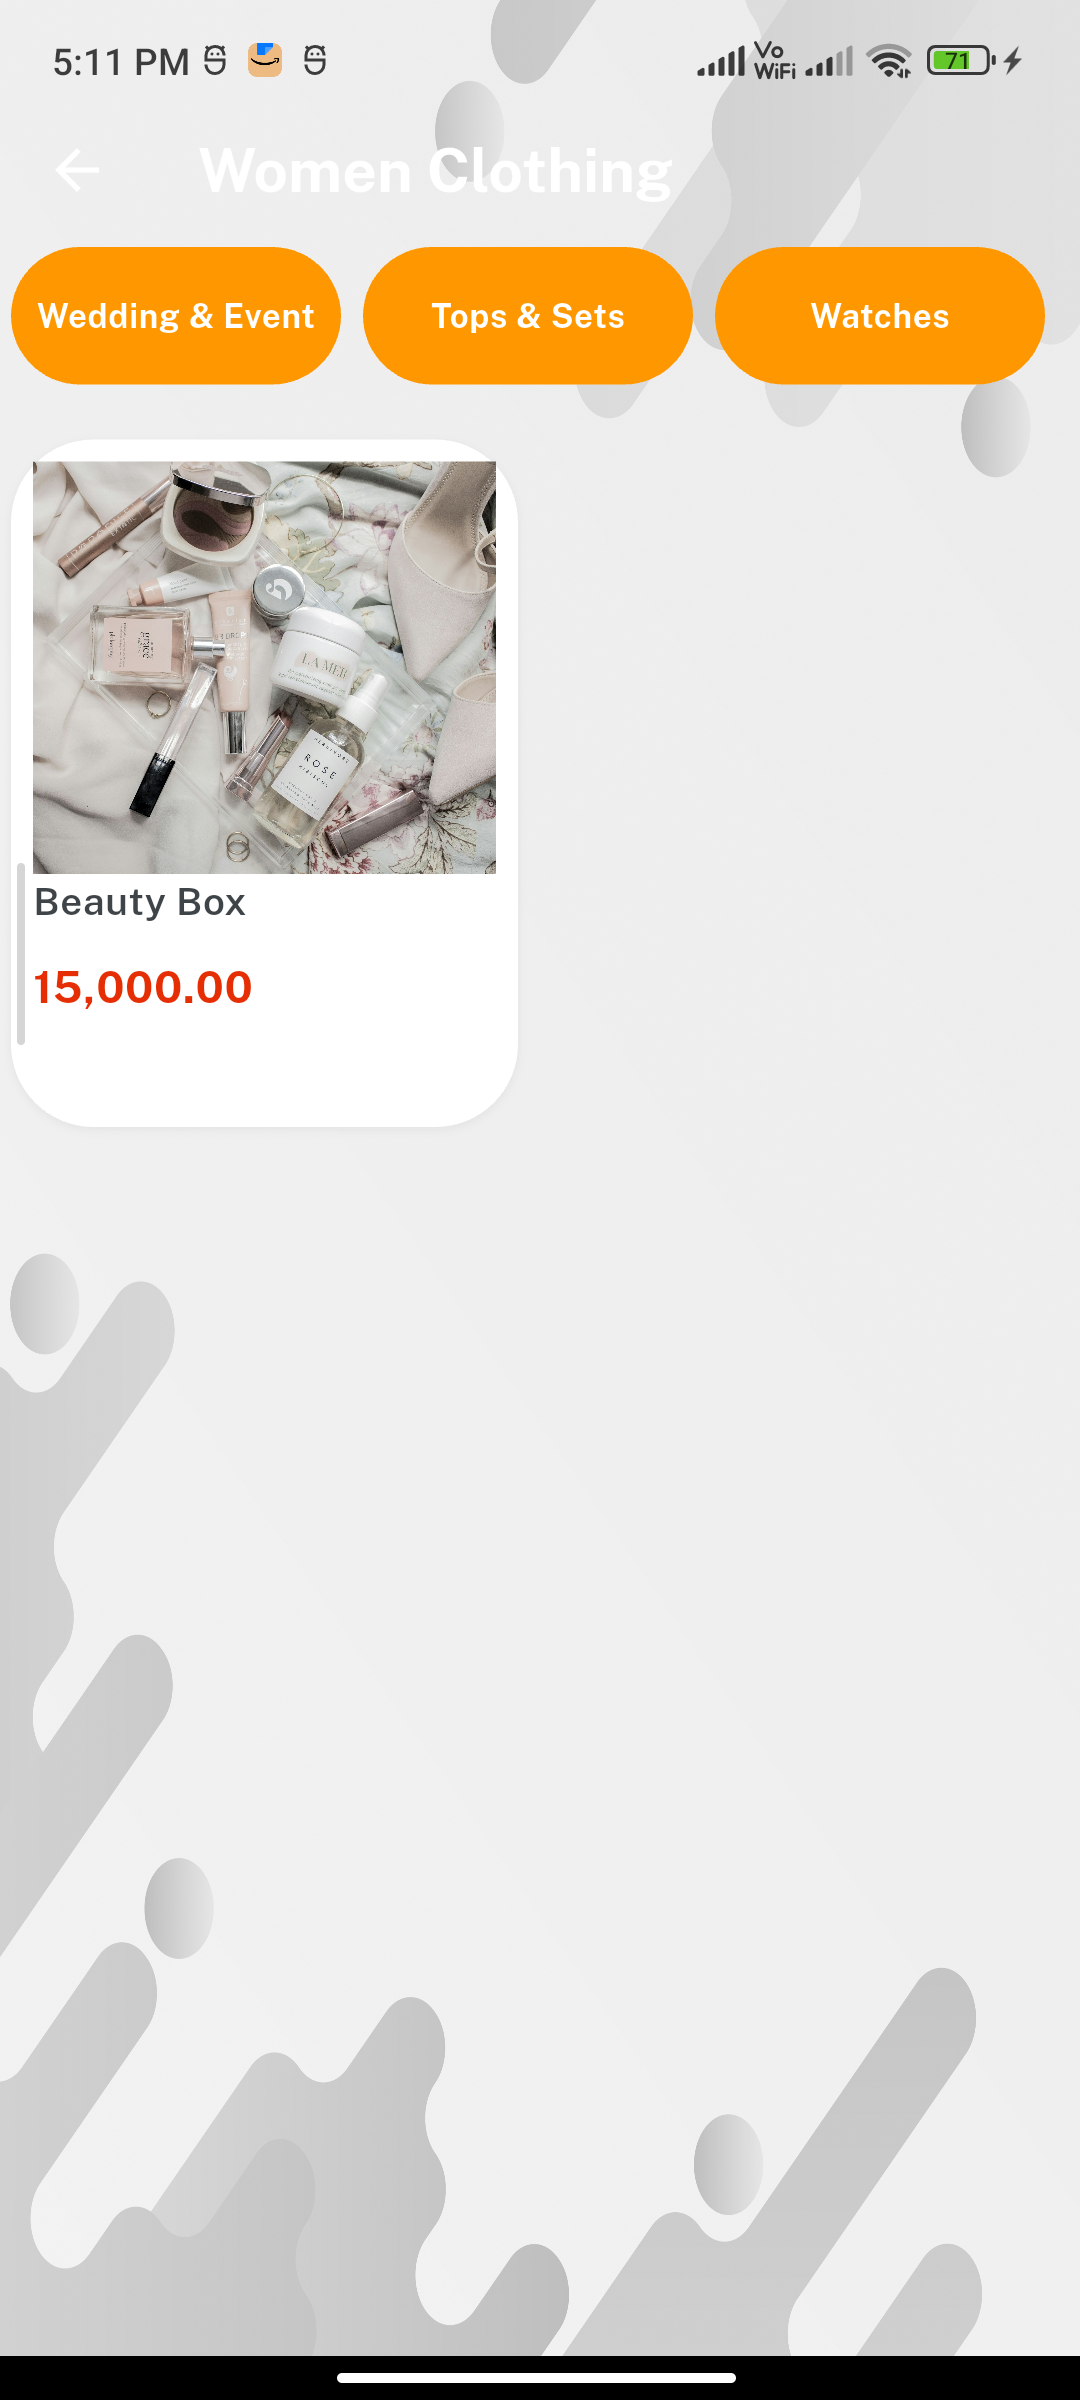 5:11 PM
Vo
WiFi
71
Women Clothing
Wedding & Event
Tops & Sets
Watches
LA MER
ROSE
Beauty Box
15,000.00